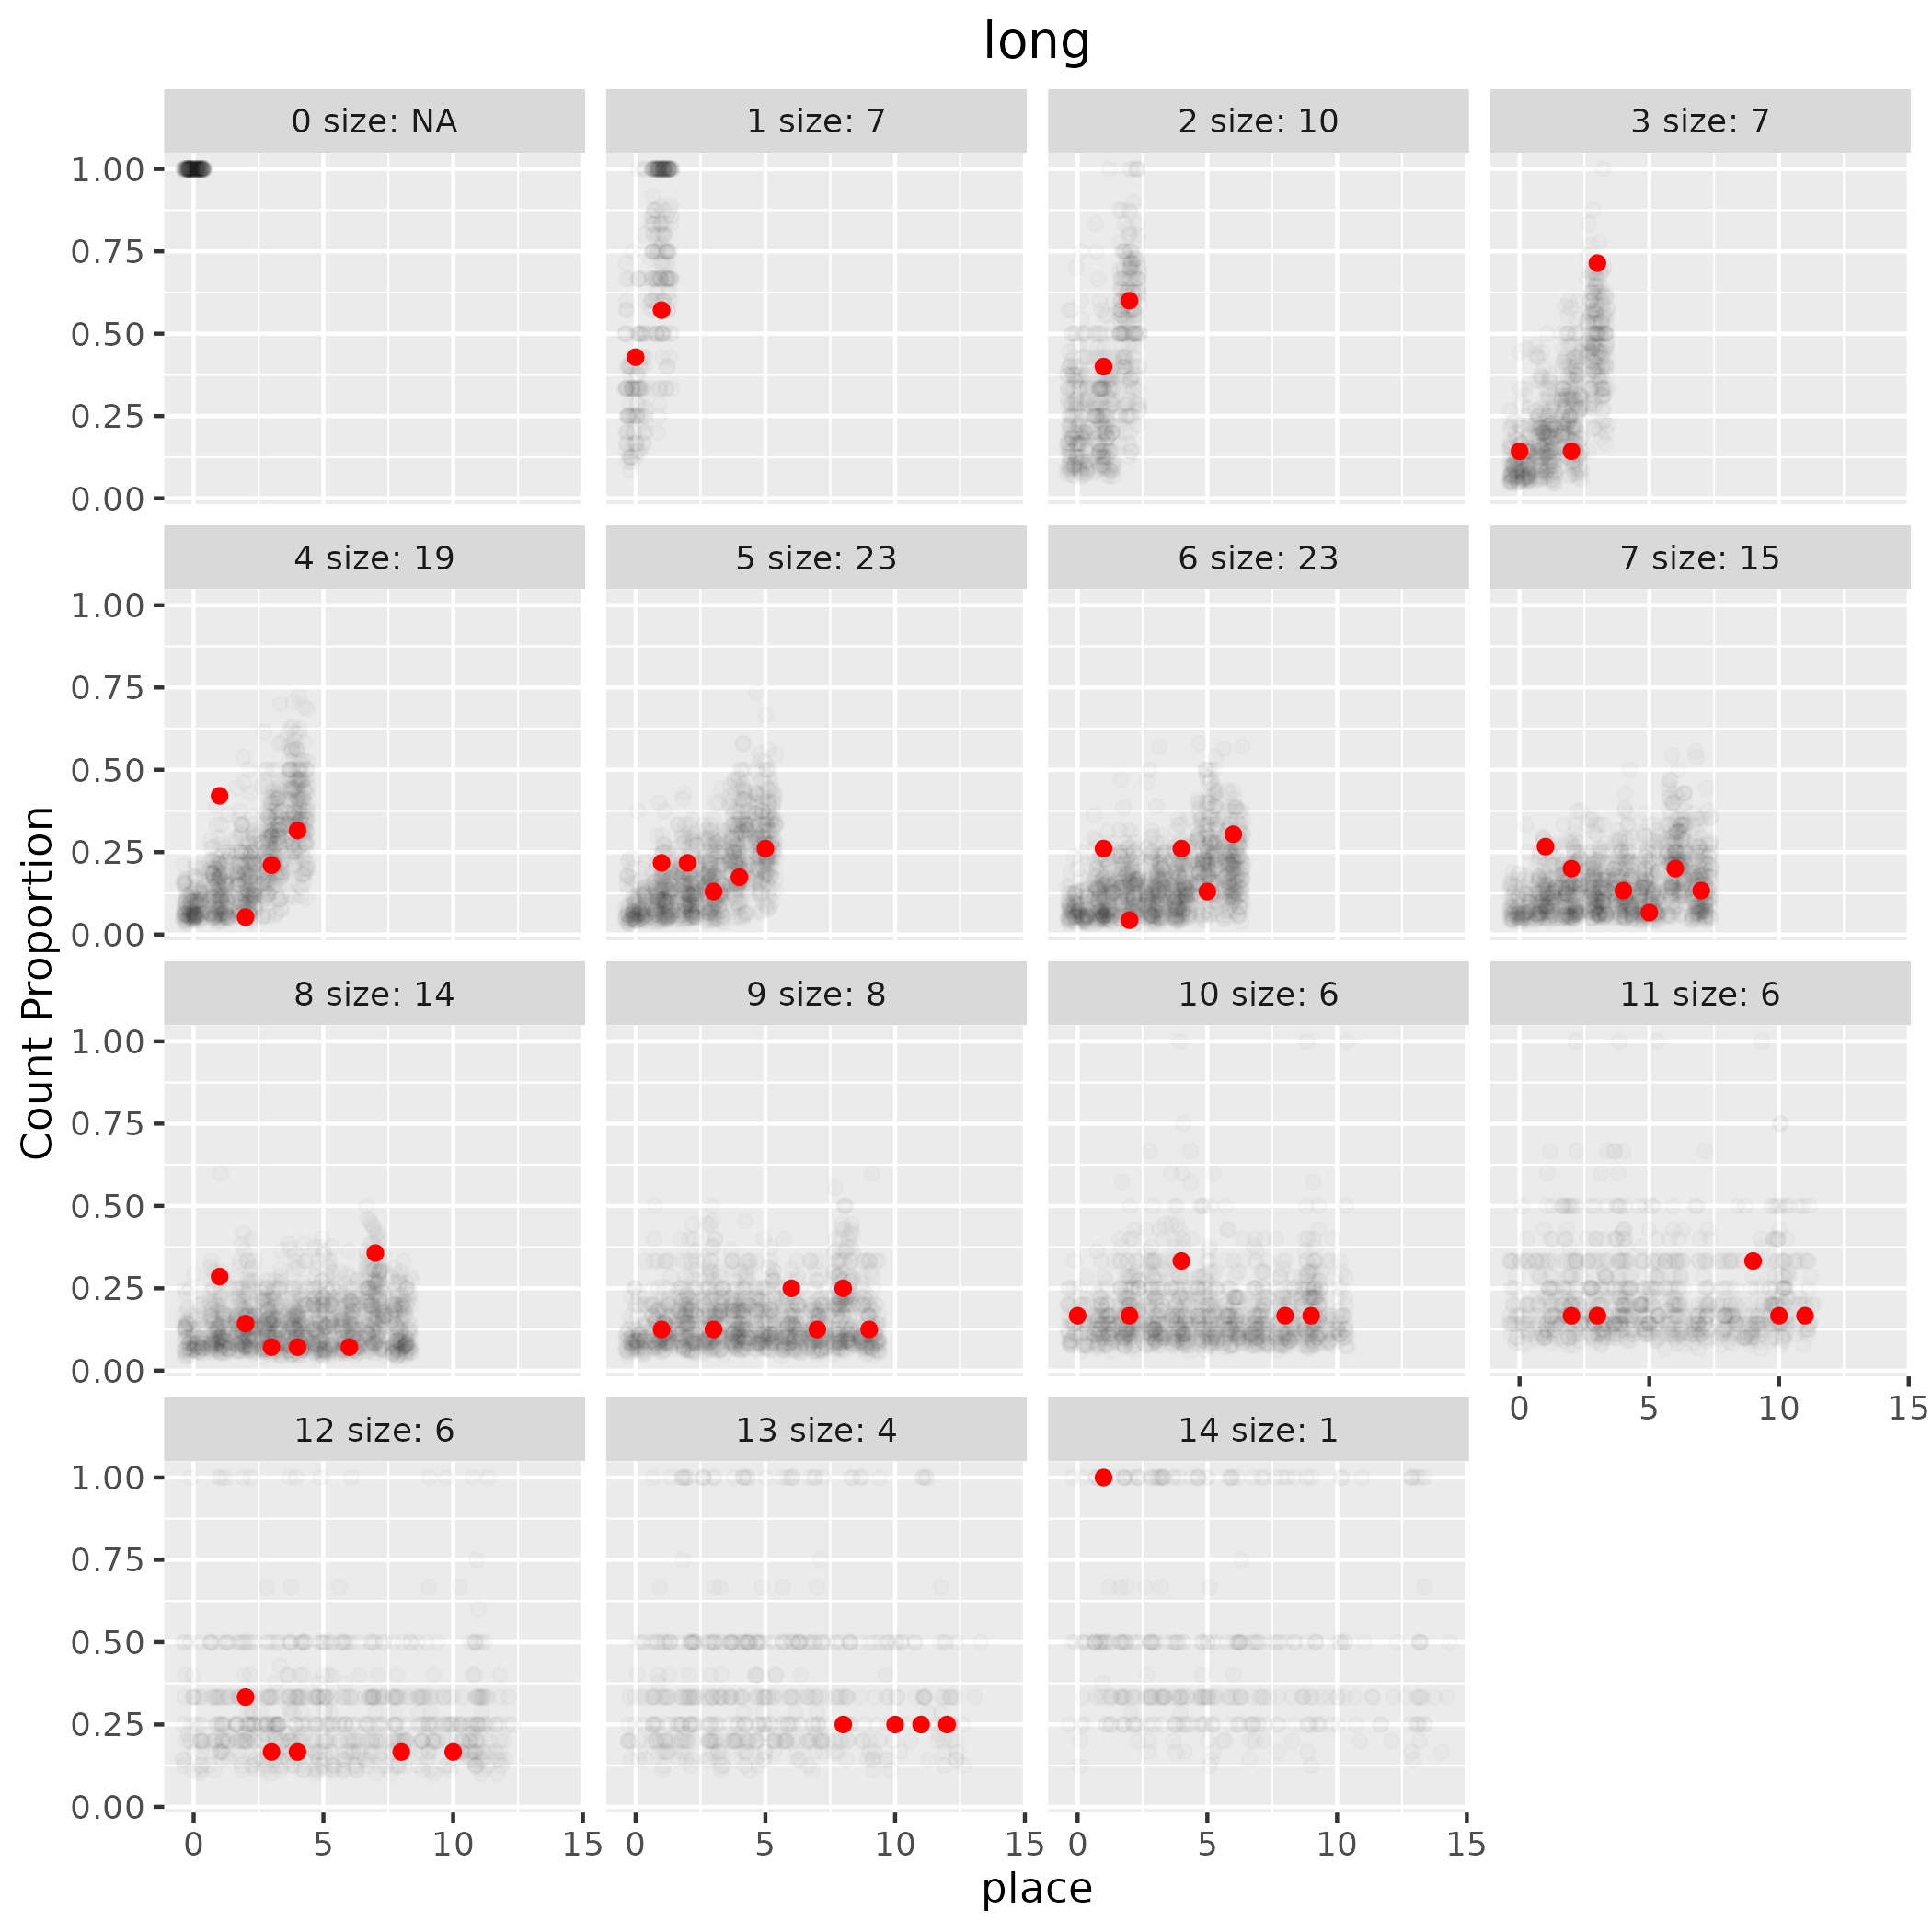 long
0 size: NA
1 size: 7
2 size: 10
3 size: 7
1.00
0.75
0.50
0.25
0.00
4 size: 19
5 size: 23
6 size: 23
7 size: 15
1.00
0.75
0.50
0.25
0.00
Count Proportion
8 size: 14
9 size: 8
10 size: 6
11 size: 6
1.00
0.75
0.50
0.25
0.00
0 5 10 15
12 size: 6
13 size: 4
14 size: 1
1.00
0.75
0.50
0.25
0.00
0 5 10 15
0 5 10 15
0 5 10 15
place